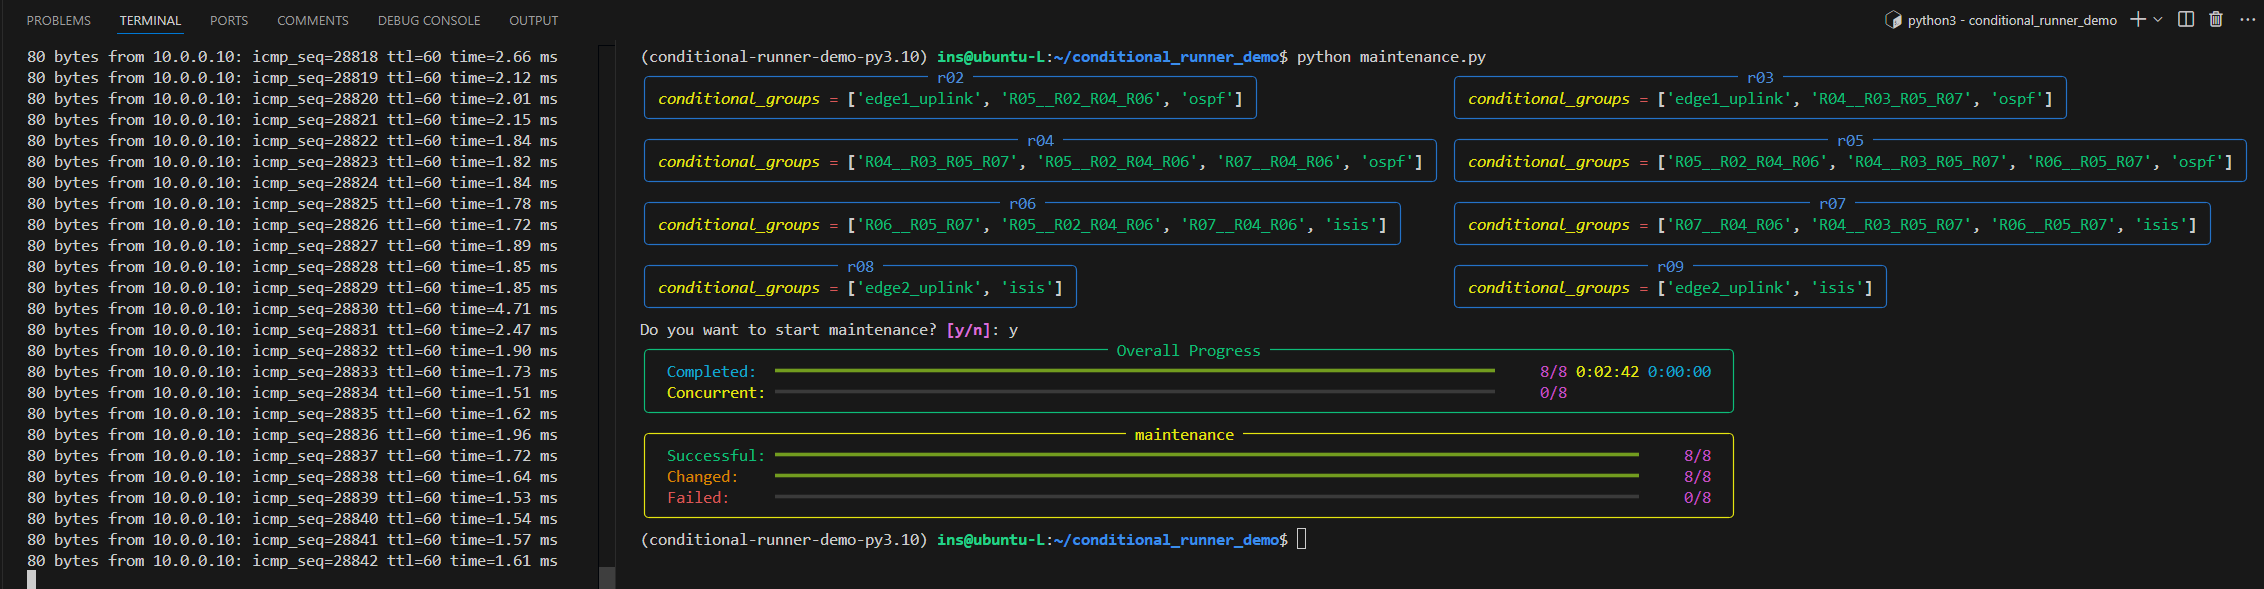 PROBLEMS TERMINAL PORTS COMMENTS DEBUG CONSOLE OUTPUT
python3 - conditional_runner_demo
80 bytes from 10.0.0.10: icmp_seq=28818 ttl=60 time=2.66 ms
80 bytes from 10.0.0.10: icmp_seq=28819 ttl=60 time=2.12 ms
80 bytes from 10.0.0.10: icmp_seq=28820 ttl=60 time=2.01 ms
80 bytes from 10.0.0.10: icmp_seq=28821 ttl=60 time=2.15 ms
80 bytes from 10.0.0.10: icmp_seq=28822 ttl=60 time=1.84 ms
80 bytes from 10.0.0.10: icmp_seq=28823 ttl=60 time=1.82 ms
80 bytes from 10.0.0.10: icmp_seq=28824 ttl=60 time=1.84 ms
80 bytes from 10.0.0.10: icmp_seq=28825 ttl=60 time=1.78 ms
80 bytes from 10.0.0.10: icmp_seq=28826 ttl=60 time=1.72 ms
80 bytes from 10.0.0.10: icmp_seq=28827 ttl=60 time=1.89 ms
80 bytes from 10.0.0.10: icmp_seq=28828 ttl=60 time=1.85 ms
80 bytes from 10.0.0.10: icmp_seq=28829 ttl=60 time=1.85 ms
80 bytes from 10.0.0.10: icmp_seq=28830 ttl=60 time=4.71 ms
80 bytes from 10.0.0.10: icmp_seq=28831 ttl=60 time=2.47 ms
80 bytes from 10.0.0.10: icmp_seq=28832 ttl=60 time=1.90 ms
80 bytes from 10.0.0.10: icmp_seq=28833 ttl=60 time=1.73 ms
80 bytes from 10.0.0.10: icmp_seq=28834 ttl=60 time=1.51 ms
80 bytes from 10.0.0.10: icmp_seq=28835 ttl=60 time=1.62 ms
80 bytes from 10.0.0.10: icmp_seq=28836 ttl=60 time=1.96 ms
80 bytes from 10.0.0.10: icmp_seq=28837 ttl=60 time=1.72 ms
80 bytes from 10.0.0.10: icmp_seq=28838 ttl=60 time=1.64 ms
80 bytes from 10.0.0.10: icmp_seq=28839 ttl=60 time=1.53 ms
80 bytes from 10.0.0.10: icmp_seq=28840 ttl=60 time=1.54 ms
80 bytes from 10.0.0.10: icmp_seq=28841 ttl=60 time=1.57 ms
80 bytes from 10.0.0.10: icmp_seq=28842 ttl=60 time=1.61 ms
(conditional-runner-demo-py3.10) ins@ubuntu-L:~/conditional_runner_demo$ python maintenance.py
r02
conditional_groups = ['edge1_uplink', 'R05__R02_R04_R06', 'ospf']
r03
conditional_groups = ['edge1_uplink', 'R04__R03_R05_R07', 'ospf']
r04
conditional_groups = ['R04__R03_R05_R07', 'R05__R02_R04_R06', 'R07__R04_R06', 'ospf']
r05
conditional_groups = ['R05__R02_R04_R06', 'R04__R03_R05_R07', 'R06__R05_R07', 'ospf']
r06
conditional_groups = ['R06__R05_R07', 'R05__R02_R04_R06', 'R07__R04_R06', 'isis']
r07
conditional_groups = ['R07__R04_R06', 'R04__R03_R05_R07', 'R06__R05_R07', 'isis']
r08
conditional_groups = ['edge2_uplink', 'isis']
r09
conditional_groups = ['edge2_uplink', 'isis']
Do you want to start maintenance? [y/n]: y
Overall Progress
Completed: 8/8 0:02:42 0:00:00
Concurrent: 0/8
maintenance
Successful: 8/8
Changed: 8/8
Failed: 0/8
(conditional-runner-demo-py3.10) ins@ubuntu-L:~/conditional_runner_demo$